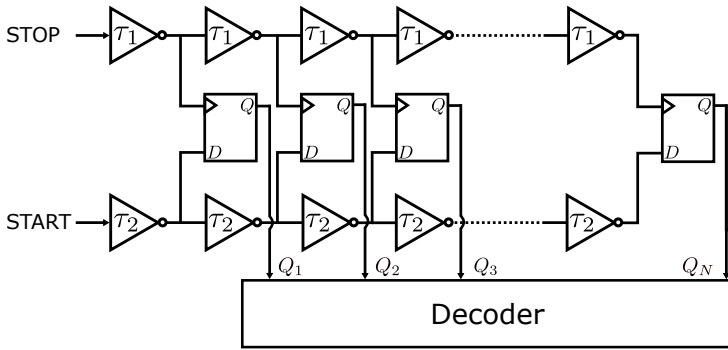 STOP τ1 τ1 τ1 τ1 τ1
Q Q Q Q
D D D D
START τ2 τ2 τ2 τ2 τ2
Q1 Q2 Q3 QN
Decoder